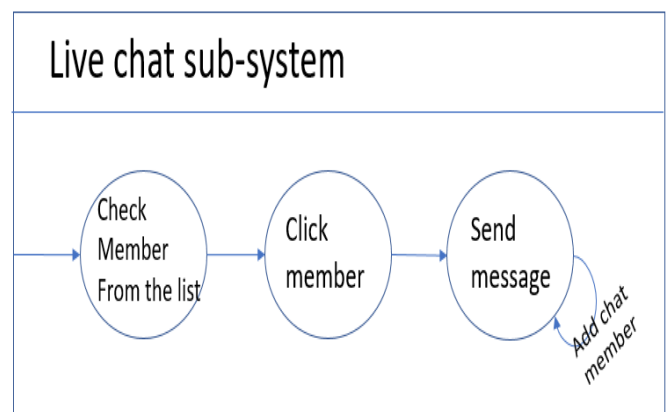 Live chat sub-system
Check
Member
From the list
Click
member
Send
message
Add chat
member